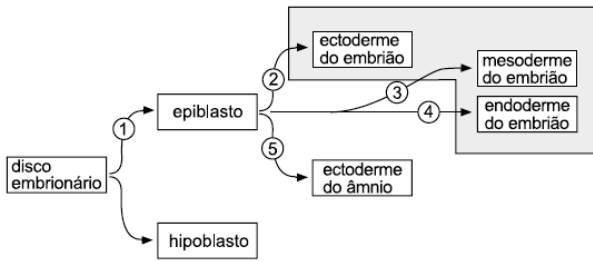 ectoderme
do embrião
mesoderme
do embrião
2
3
epiblasto
4
endoderme
do embrião
1
5
disco
embrionário
ectoderme
do âmnio
hipoblasto